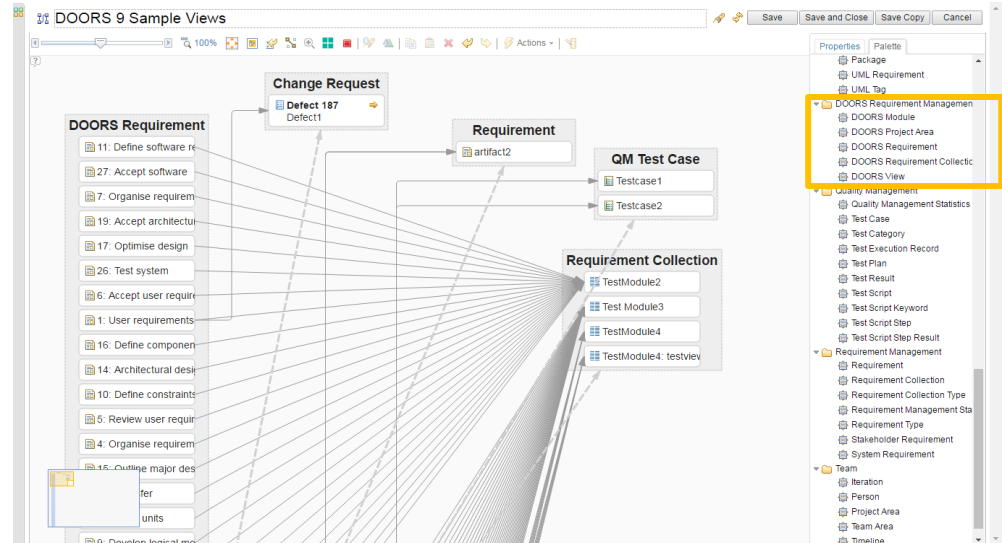 DOORS 9 Sample Views
Save
Save and Close
Save Copy
Cancel
100%
Actions
Properties
Palette
?
Change Request
Defect 187
Defect1
DOORS Requirement
11: Define software re
27: Accept software
7: Organise requirem
19: Accept architectu
17: Optimise design
26: Test system
6: Accept user require
1: User requirements
16: Define componen
14: Architectural desig
10: Define constraints
5: Review user requir
4: Organise requirem
15: Outline major des
fer
units
9: Develop logical mo
Requirement
artifact2
QM Test Case
Testcase1
Testcase2
Requirement Collection
TestModule2
Test Module3
TestModule4
TestModule4: testview
Package
UML Requirement
UML Tag
DOORS Requirement Management
DOORS Module
DOORS Project Area
DOORS Requirement
DOORS Requirement Collectic
DOORS View
Quality Management
Quality Management Statistics
Test Case
Test Category
Test Execution Record
Test Plan
Test Result
Test Script
Test Script Keyword
Test Script Step
Test Script Step Result
Requirement Management
Requirement
Requirement Collection
Requirement Collection Type
Requirement Management Sta
Requirement Type
Stakeholder Requirement
System Requirement
Team
Iteration
Person
Project Area
Team Area
Timeline